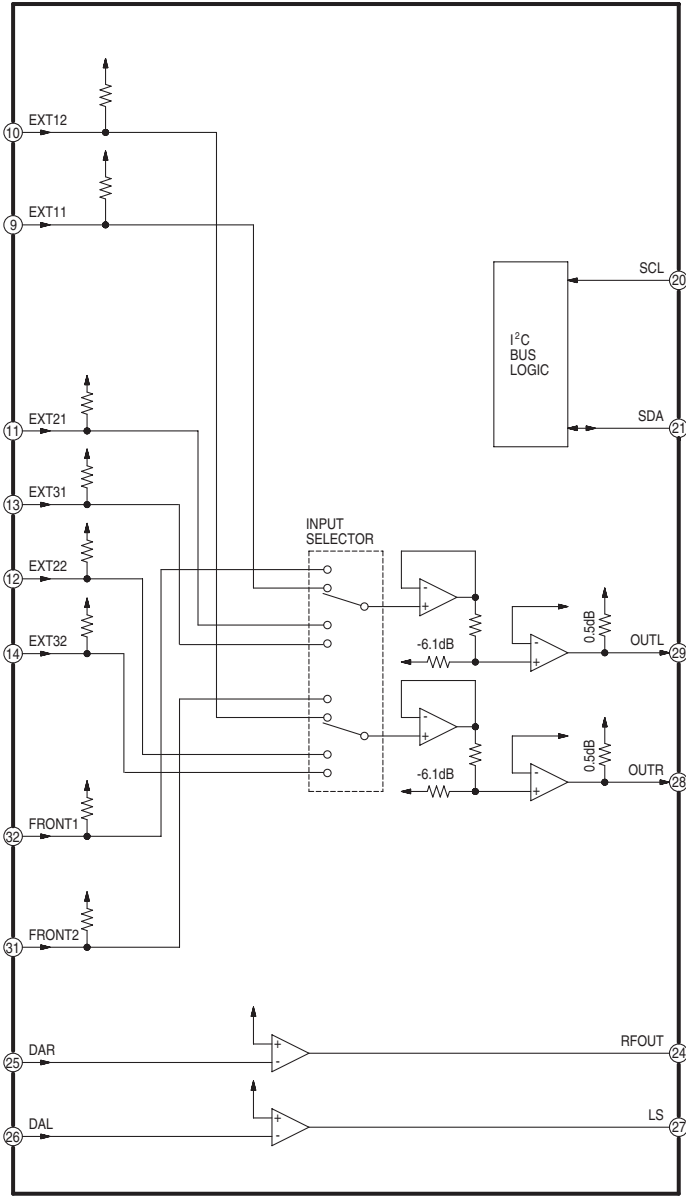 10 EXT12
9 EXT11
SCL 20
I²C
BUS
LOGIC
11 EXT21
SDA 21
13 EXT31
INPUT
SELECTOR
12 EXT22
-
+
0.5dB
-
+
OUTL 29
14 EXT32
-6.1dB
-
+
0.5dB
-
+
OUTR 28
-6.1dB
32 FRONT1
31 FRONT2
25 DAR
+
-
RFOUT 24
26 DAL
+
-
LS 27